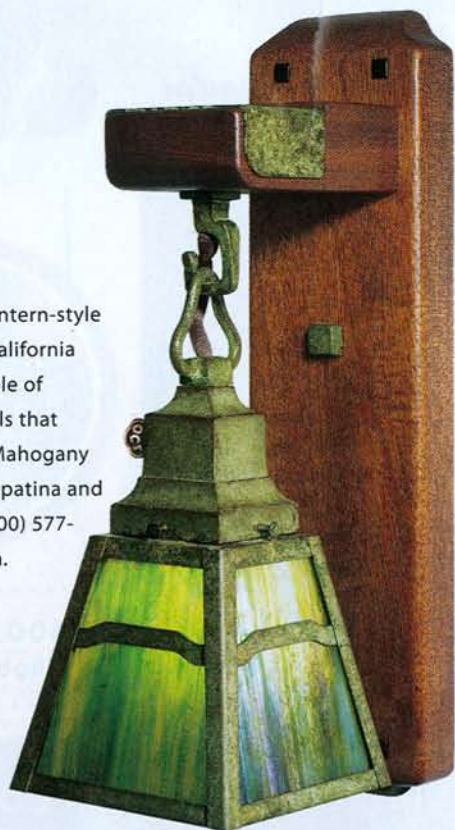 ntern-style
alifornia
le of
ls that
Mahogany
patina and
00) 577-
.